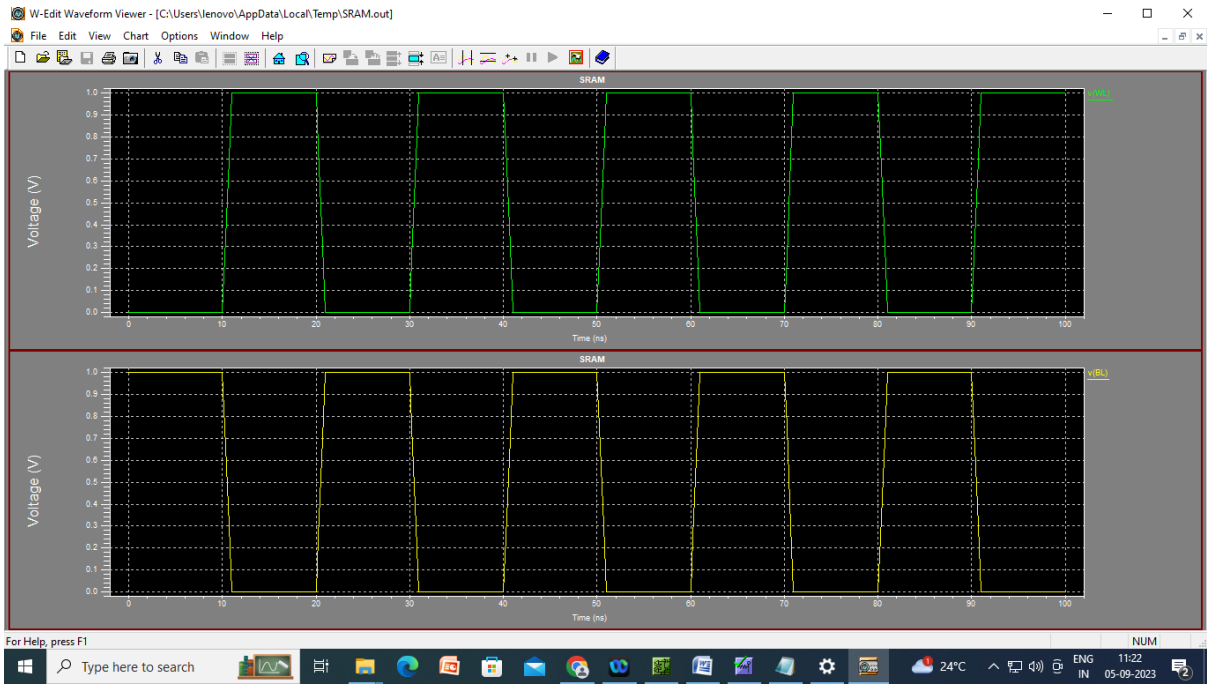 W-Edit Waveform Viewer - [C:\Users\lenovo\AppData\Local\Temp\SRAM.out]
File Edit View Chart Options Window Help
SRAM
v(WL)
Voltage (V)
1.0
0.9
0.8
0.7
0.6
0.5
0.4
0.3
0.2
0.1
0.0
0 10 20 30 40 50 60 70 80 90 100
Time (ns)
SRAM
v(BL)
Voltage (V)
1.0
0.9
0.8
0.7
0.6
0.5
0.4
0.3
0.2
0.1
0.0
0 10 20 30 40 50 60 70 80 90 100
Time (ns)
For Help, press F1
NUM
Type here to search
24°C
ENG
IN
11:22
05-09-2023
2